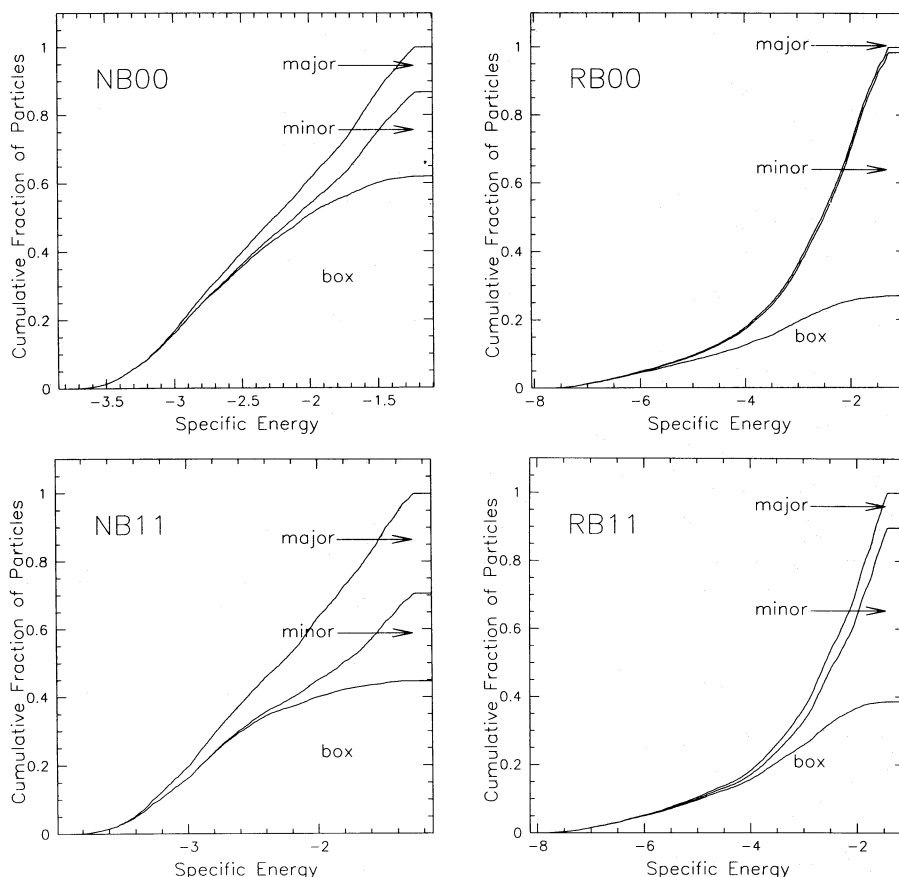 NB00
major
minor
box
Cumulative Fraction of Particles
0
0.2
0.4
0.6
0.8
1
-3.5
-3
-2.5
-2
-1.5
Specific Energy
RB00
major
minor
box
Cumulative Fraction of Particles
0
0.2
0.4
0.6
0.8
1
-8
-6
-4
-2
Specific Energy
NB11
major
minor
box
Cumulative Fraction of Particles
0
0.2
0.4
0.6
0.8
1
-3
-2
Specific Energy
RB11
major
minor
box
Cumulative Fraction of Particles
0
0.2
0.4
0.6
0.8
1
-8
-6
-4
-2
Specific Energy